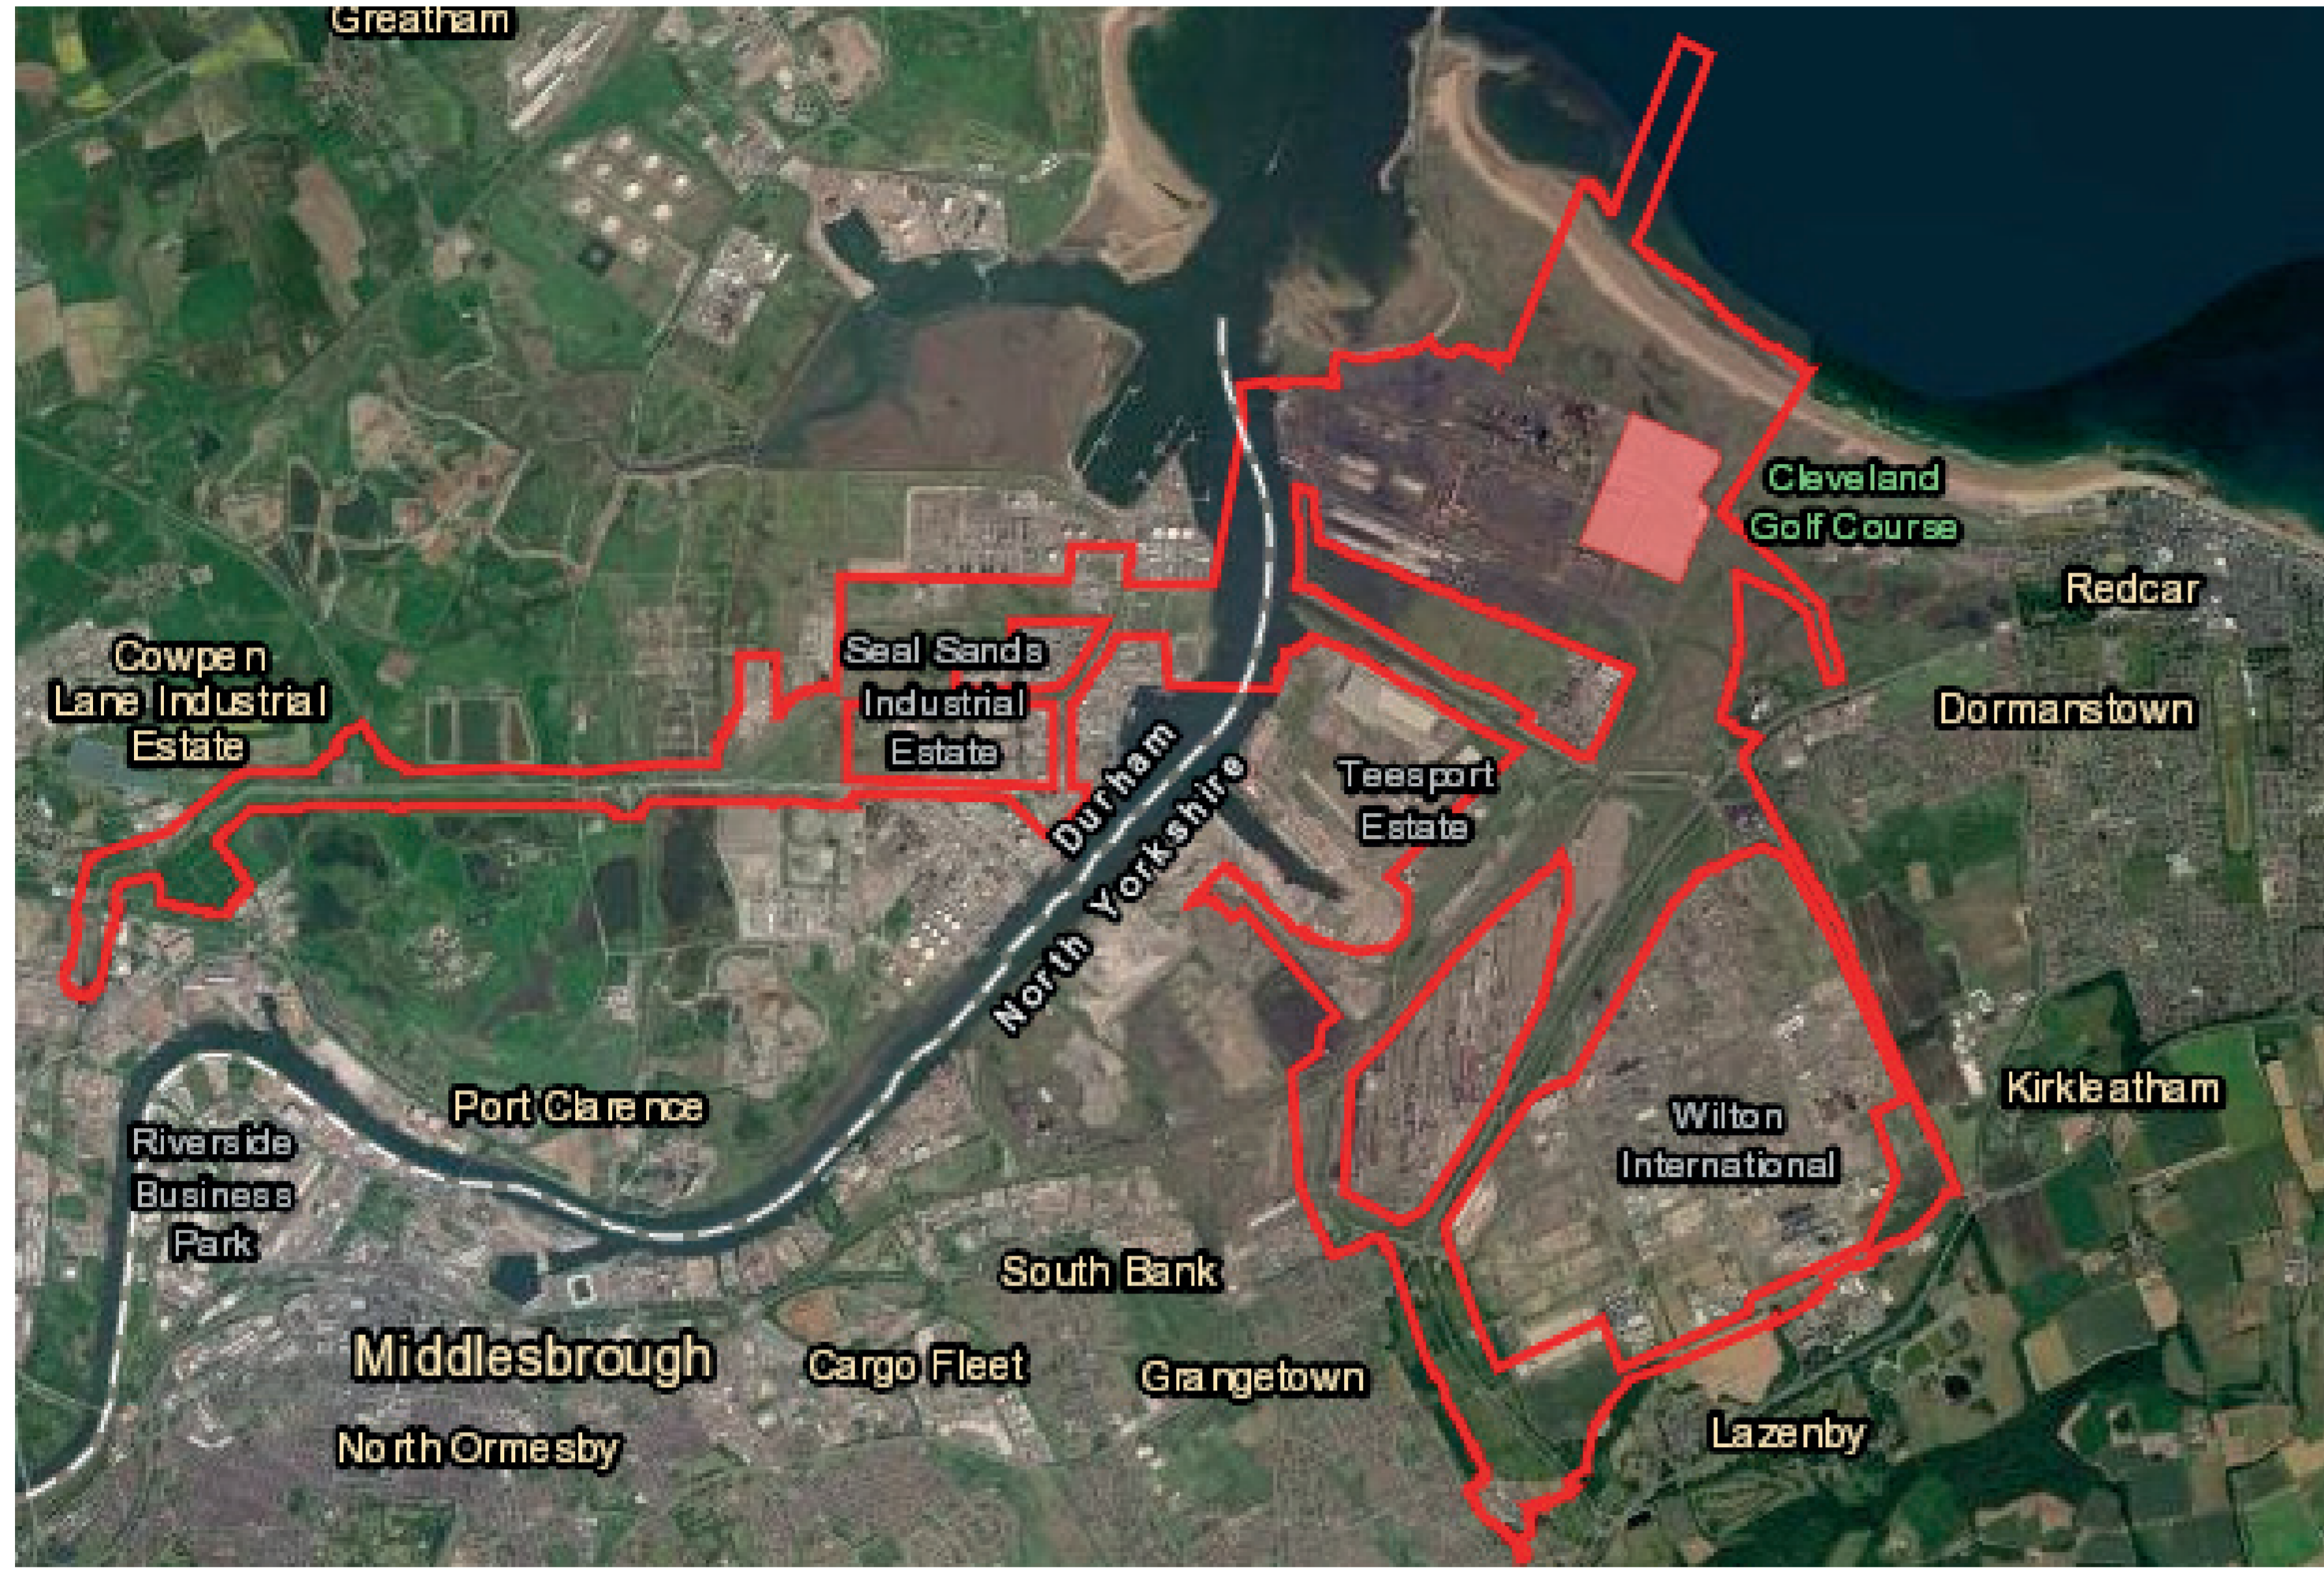 Greatham
Cleveland
Golf Course
Redcar
Seal Sands
Industrial
Estate
Cowpen
Lane Industrial
Estate
Dormanstown
Durham
North Yorkshire
Teesport
Estate
Kirkleatham
Port Clarence
Wilton
International
Riverside
Business
Park
South Bank
Middlesbrough
Cargo Fleet
Grangetown
Lazenby
North Ormesby